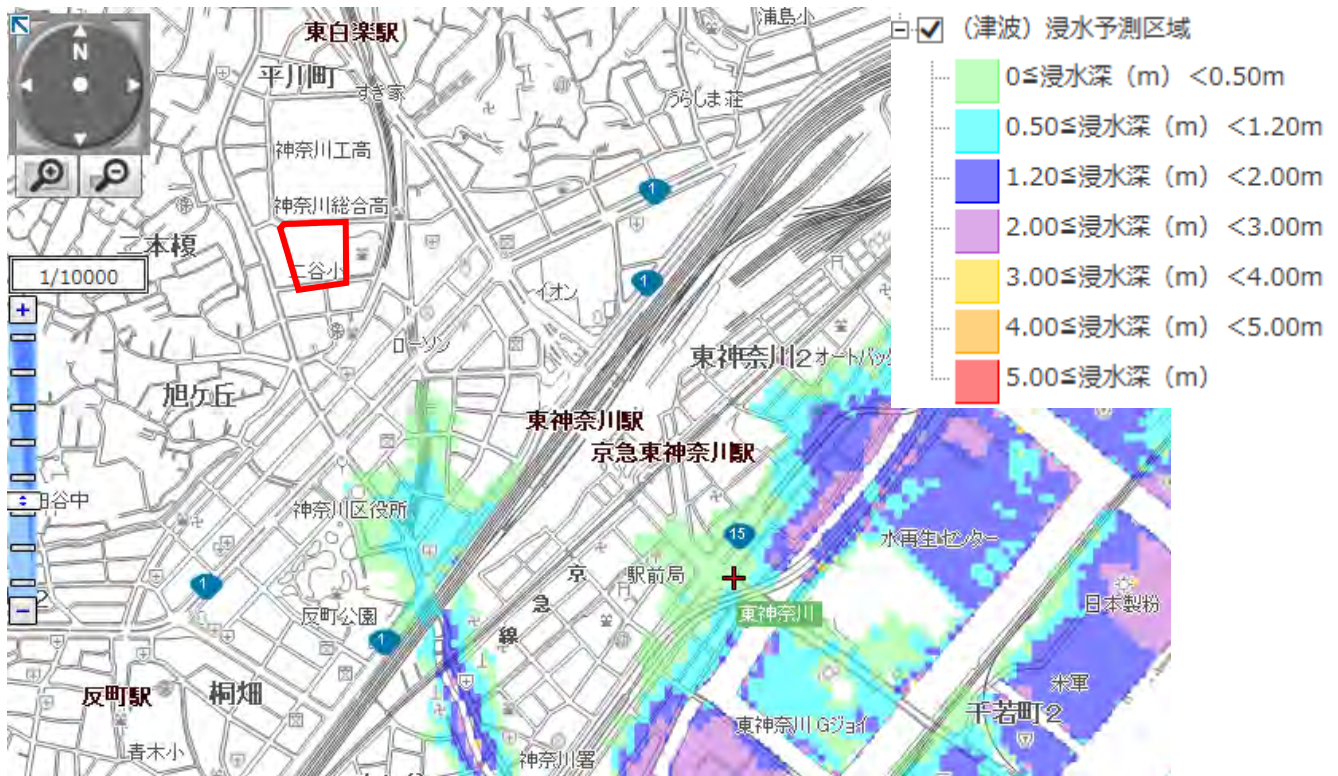 東白楽駅
浦島小
N
平川町
すき家
うらしま荘
神奈川工高
1
神奈川総合高
二本榎
二谷小
1/10000
1
イオン
ローソン
東神奈川2
オートバック
旭ケ丘
東神奈川駅
京急東神奈川駅
神奈川区役所
15
水再生センター
京急線
駅前局
1
東神奈川
日本製粉
反町公園
1
反町駅
桐畑
米軍
千若町2
東神奈川Gジョイ
青木小
神奈川署
(津波)浸水予測区域
0≦浸水深(m)<0.50m
0.50≦浸水深(m)<1.20m
1.20≦浸水深(m)<2.00m
2.00≦浸水深(m)<3.00m
3.00≦浸水深(m)<4.00m
4.00≦浸水深(m)<5.00m
5.00≦浸水深(m)